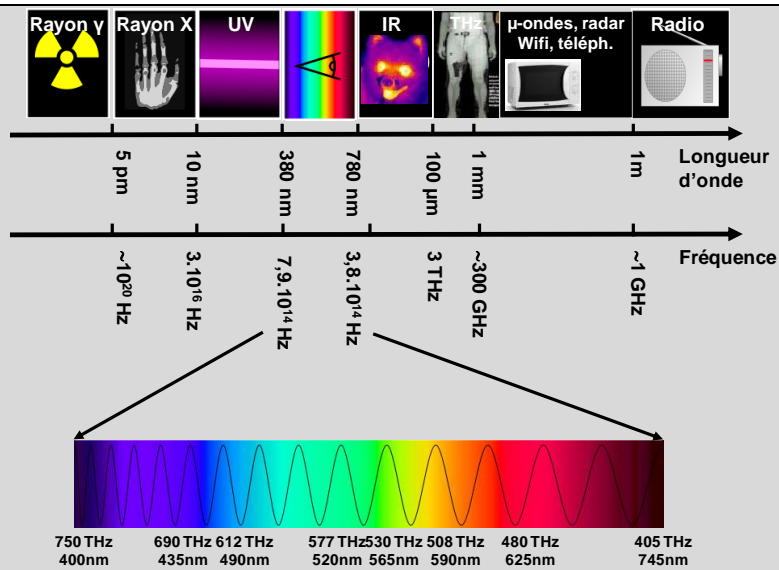 Rayon γ Rayon X UV IR THz µ-ondes, radar Radio
Wifi, téléph.
5 pm 10 nm 380 nm 780 nm 100 µm 1 mm 1m Longueur
d'onde
Fréquence
~10²⁰ Hz 3.10¹⁶ Hz 7,9.10¹⁴ Hz 3,8.10¹⁴ Hz 3 THz ~300 GHz ~1 GHz
750 THz 690 THz 612 THz 577 THz 530 THz 508 THz 480 THz 405 THz
400nm 435nm 490nm 520nm 565nm 590nm 625nm 745nm